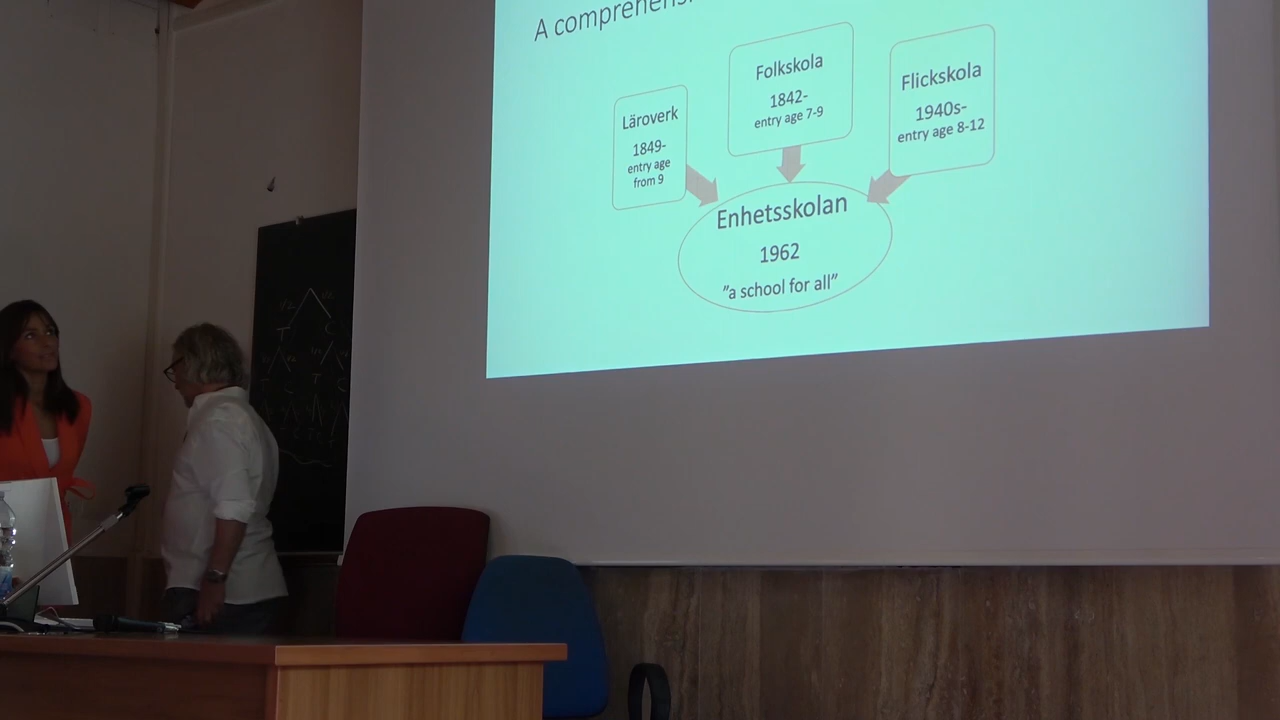 A comprehens
Läroverk
1849-
entry age
from 9
Folkskola
1842-
entry age 7-9
Flickskola
1940s-
entry age 8-12
Enhetsskolan
1962
"a school for all"